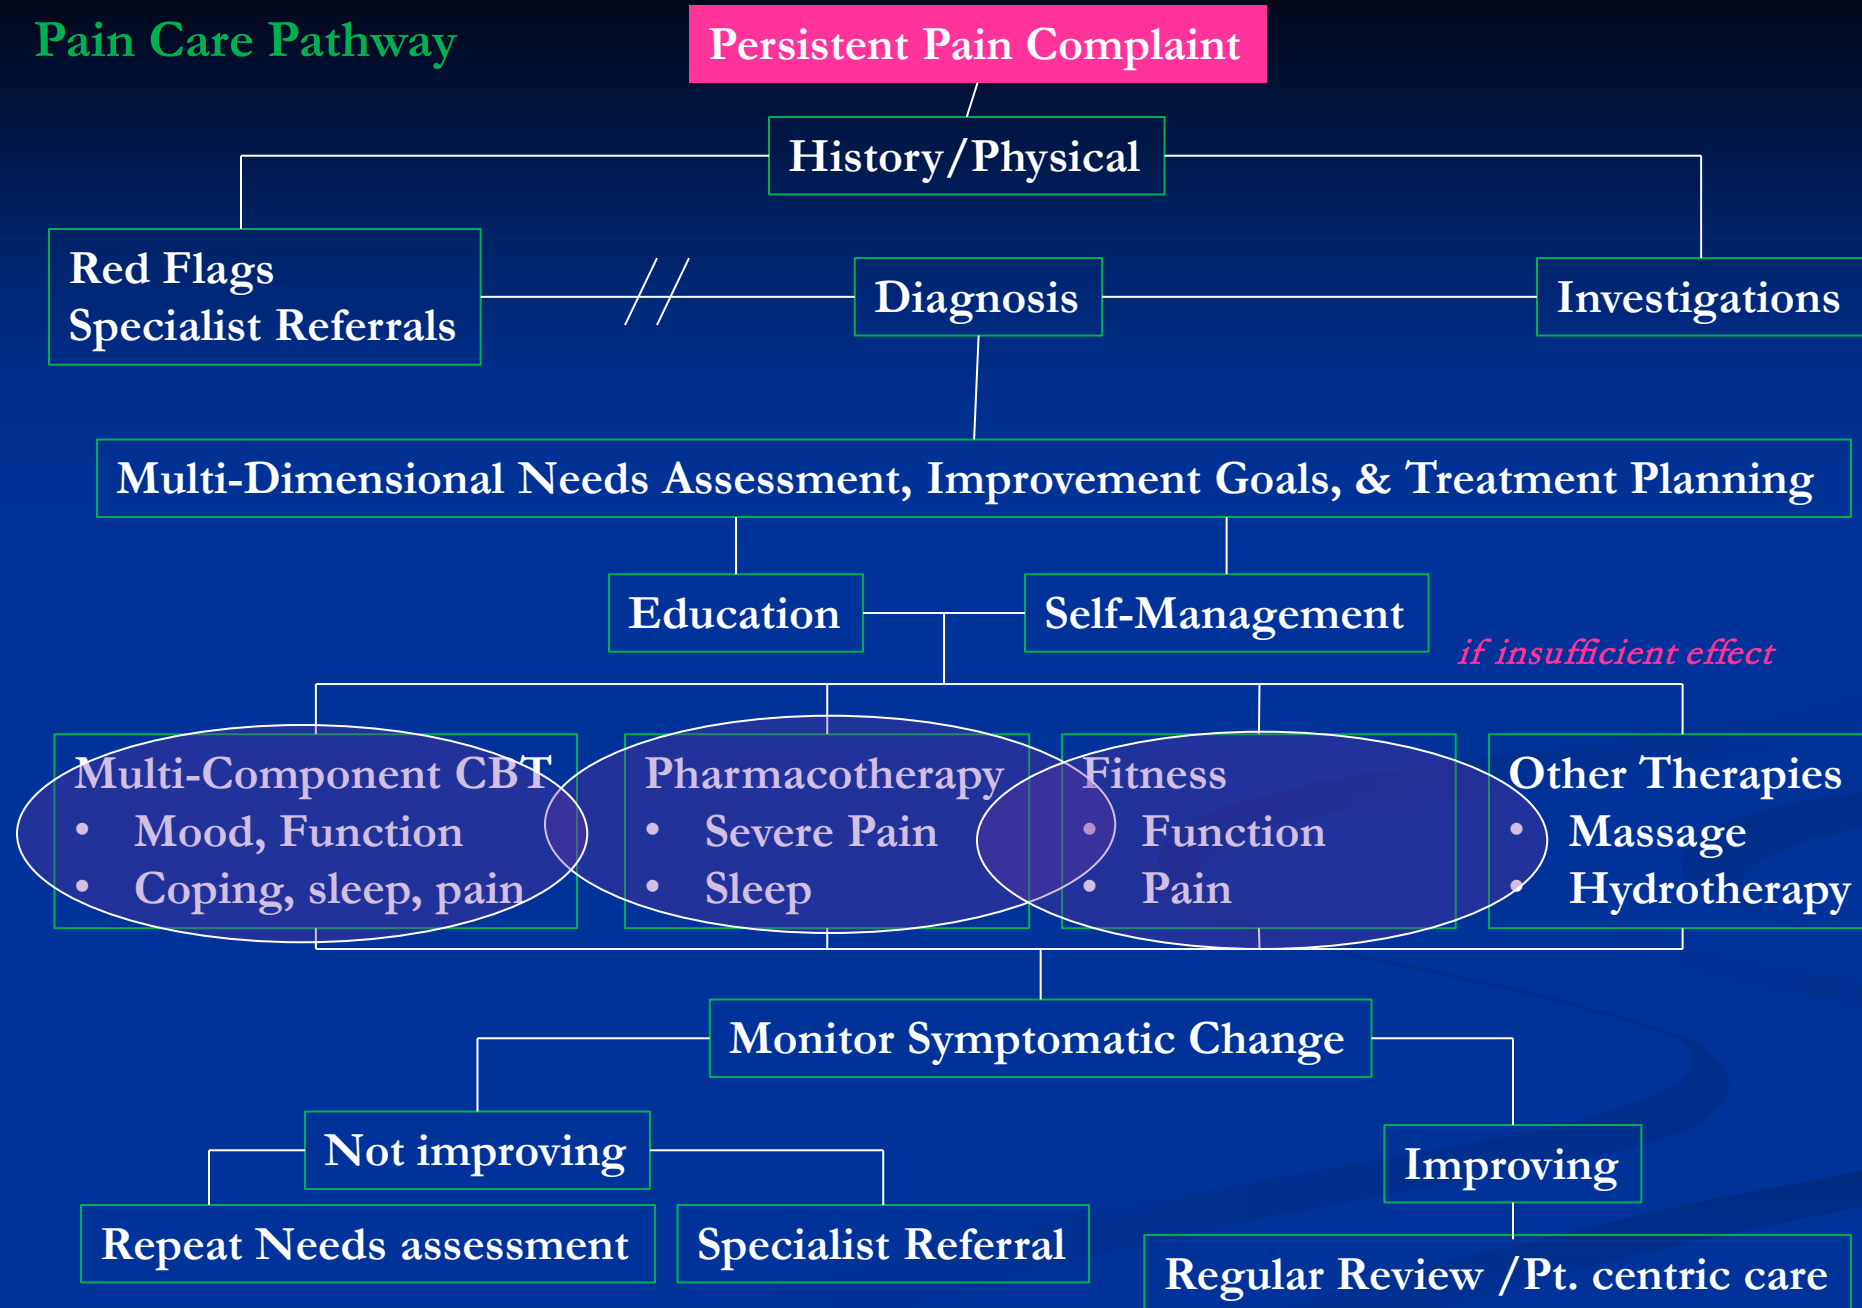 Pain Care Pathway
Persistent Pain Complaint
History/Physical
Red Flags
Specialist Referrals
Diagnosis
Investigations
Multi-Dimensional Needs Assessment, Improvement Goals, & Treatment Planning
Education
Self-Management
if insufficient effect
Multi-Component CBT
• Mood, Function
• Coping, sleep, pain
Pharmacotherapy
• Severe Pain
• Sleep
Fitness
• Function
• Pain
Other Therapies
• Massage
• Hydrotherapy
Monitor Symptomatic Change
Not improving
Improving
Repeat Needs assessment
Specialist Referral
Regular Review /Pt. centric care